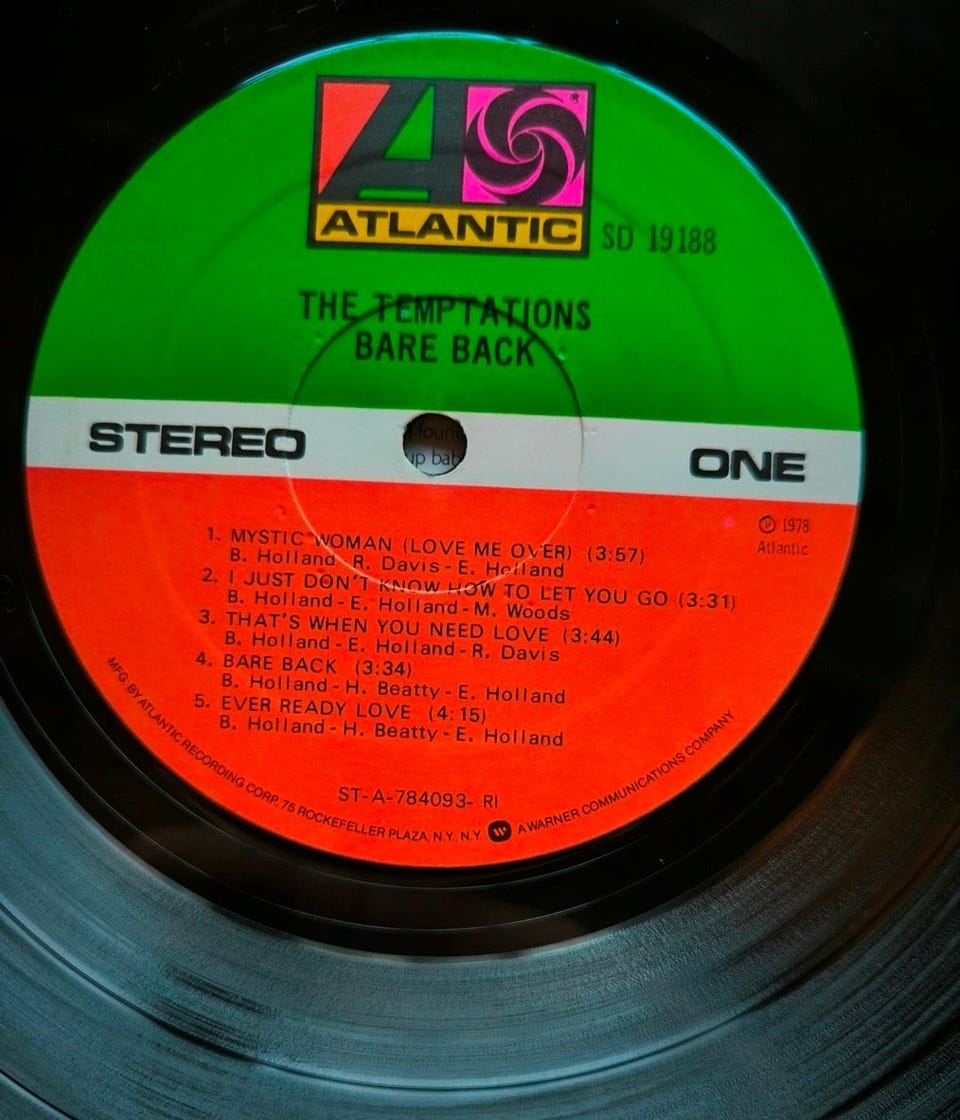 ATLANTIC
SD 19188
THE TEMPTATIONS
BARE BACK
STEREO
ONE
foun
up bab
℗ 1978
Atlantic
1. MYSTIC WOMAN (LOVE ME OVER) (3:57)
B. Holland R. Davis - E. Holland
2. I JUST DON'T KNOW HOW TO LET YOU GO (3:31)
B. Holland - E. Holland - M. Woods
3. THAT'S WHEN YOU NEED LOVE (3:44)
B. Holland - E. Holland - R. Davis
4. BARE BACK (3:34)
B. Holland - H. Beatty - E. Holland
5. EVER READY LOVE (4:15)
B. Holland - H. Beatty - E. Holland
ST-A-784093- RI
MFG. BY ATLANTIC RECORDING CORP., 75 ROCKEFELLER PLAZA, N.Y., N.Y. A WARNER COMMUNICATIONS COMPANY